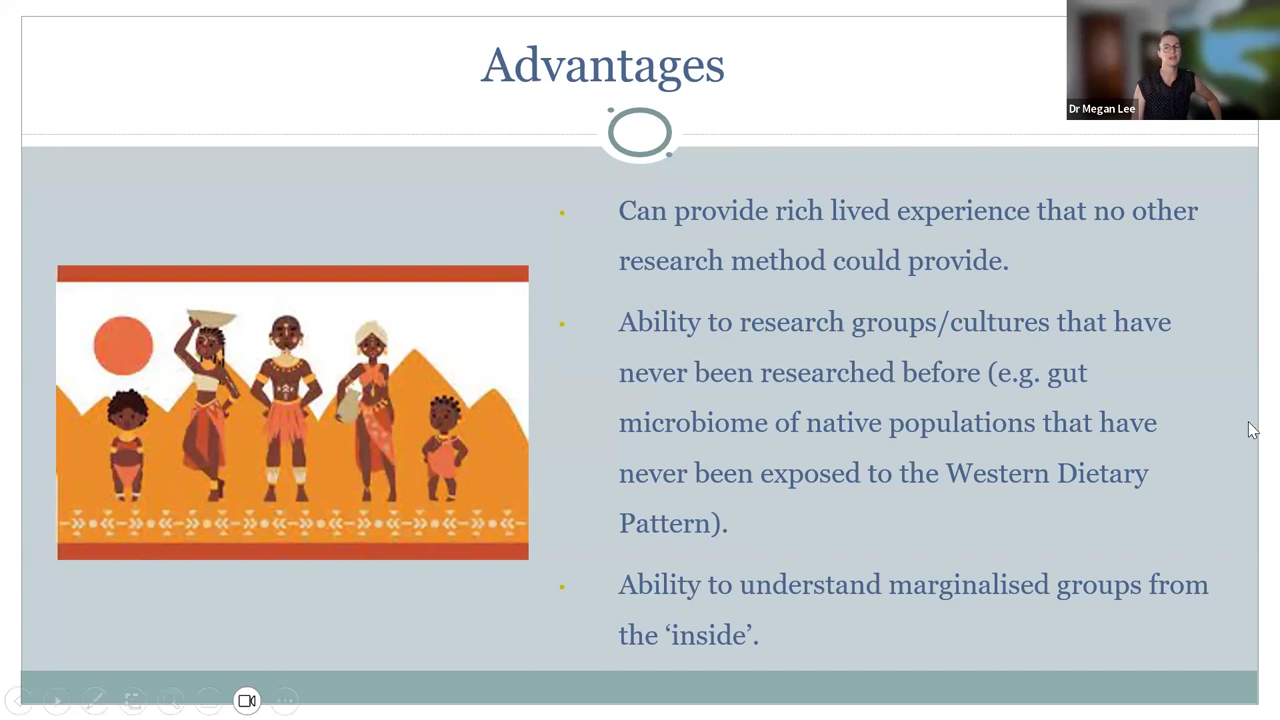 Advantages
Dr Megan Lee
Can provide rich lived experience that no other
research method could provide.
Ability to research groups/cultures that have
never been researched before (e.g. gut
microbiome of native populations that have
never been exposed to the Western Dietary
Pattern).
Ability to understand marginalised groups from
the ‘inside’.